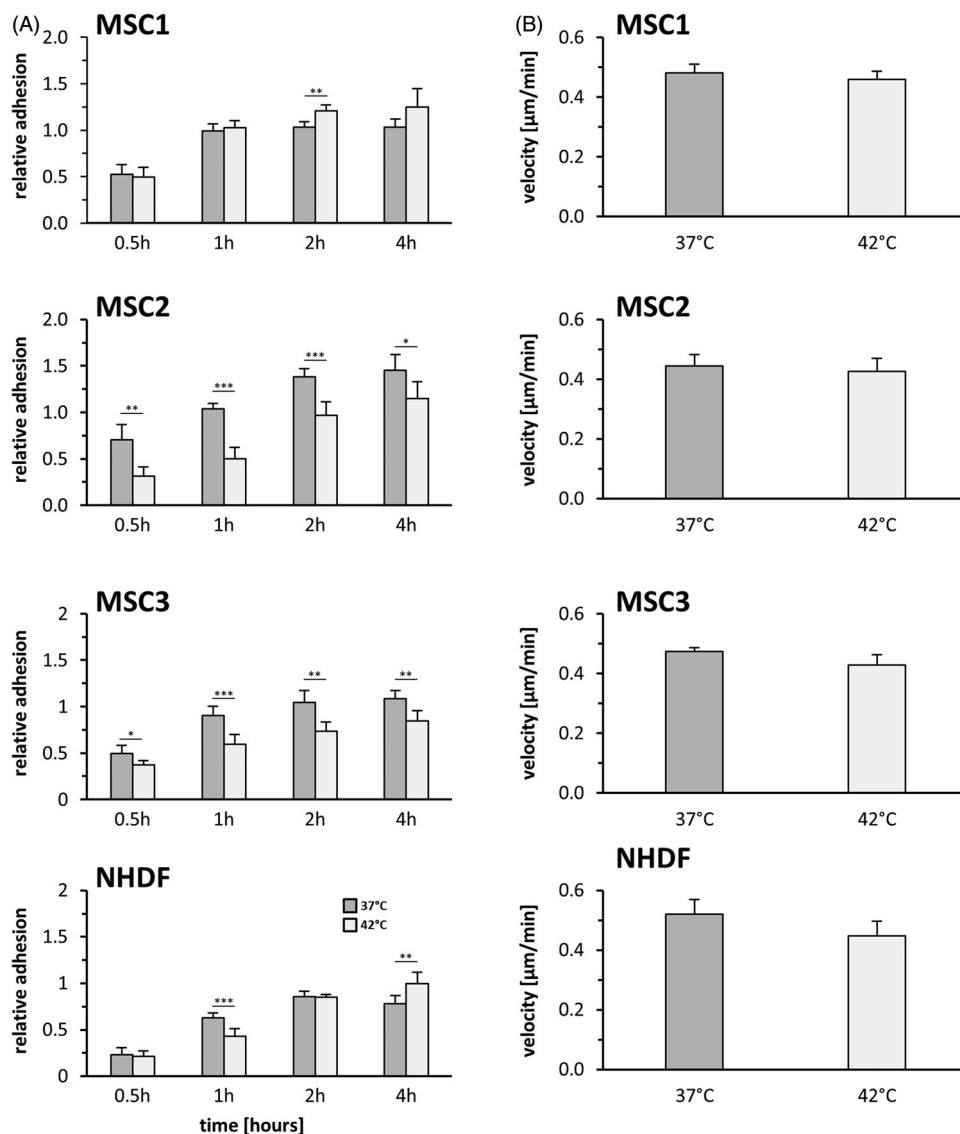 (A)
MSC1
relative adhesion
2.0
1.5
1.0
0.5
0.0
**
0.5h 1h 2h 4h
MSC2
relative adhesion
2.0
1.5
1.0
0.5
0.0
** *** *** *
0.5h 1h 2h 4h
MSC3
relative adhesion
2
1.5
1
0.5
0
* *** ** **
0.5h 1h 2h 4h
NHDF
relative adhesion
2
1.5
1
0.5
0
37°C
42°C
*** **
0.5h 1h 2h 4h
time [hours]
(B)
MSC1
velocity [µm/min]
0.6
0.4
0.2
0.0
37°C 42°C
MSC2
velocity [µm/min]
0.6
0.4
0.2
0.0
37°C 42°C
MSC3
velocity [µm/min]
0.6
0.4
0.2
0.0
37°C 42°C
NHDF
velocity [µm/min]
0.6
0.4
0.2
0.0
37°C 42°C